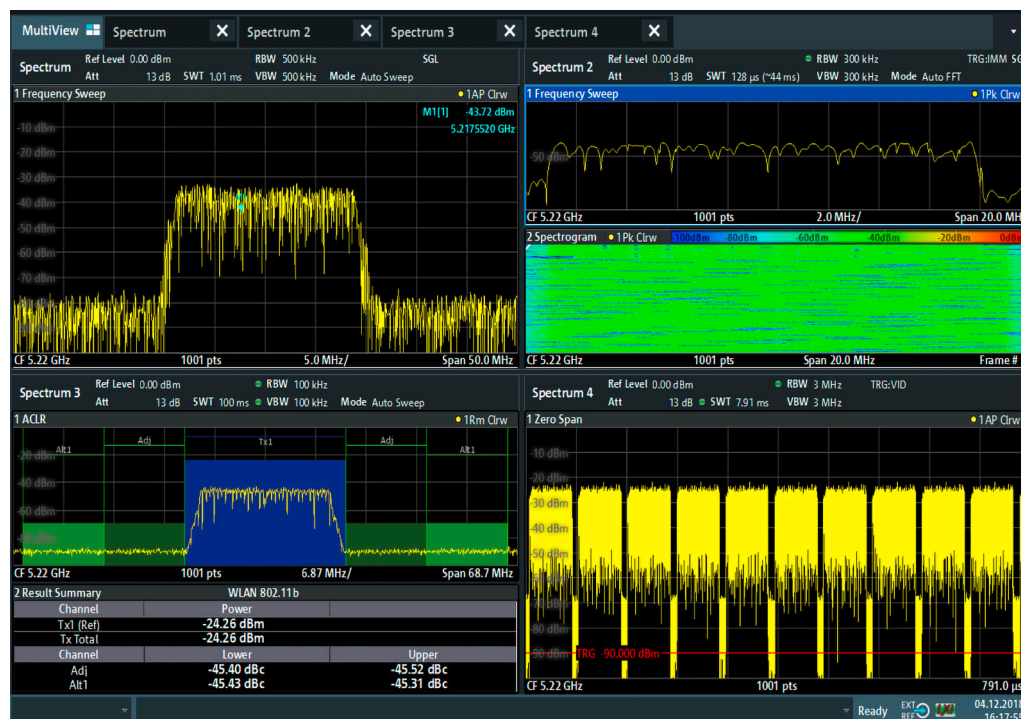 MultiView Spectrum X Spectrum 2 X Spectrum 3 X Spectrum 4 X
Spectrum Ref Level 0.00 dBm RBW 500 kHz SGL
Att 13 dB SWT 1.01 ms VBW 500 kHz Mode Auto Sweep
1 Frequency Sweep 1AP Clrw
M1[1] -43.72 dBm
5.2175520 GHz
-10 dBm
-20 dBm
-30 dBm
-40 dBm
-50 dBm
-60 dBm
-70 dBm
CF 5.22 GHz 1001 pts 5.0 MHz/ Span 50.0 MHz
Spectrum 2 Ref Level 0.00 dBm RBW 300 kHz TRG:IMM SG
Att 13 dB SWT 128 µs (~44 ms) VBW 300 kHz Mode Auto FFT
1 Frequency Sweep 1Pk Clrw
-50 dBm
CF 5.22 GHz 1001 pts 2.0 MHz/ Span 20.0 MH
2 Spectrogram 1Pk Clrw -100dBm -80dBm -60dBm -40dBm -20dBm 0dBm
CF 5.22 GHz 1001 pts Span 20.0 MHz Frame #
Spectrum 3 Ref Level 0.00 dBm RBW 100 kHz
Att 13 dB SWT 100 ms VBW 100 kHz Mode Auto Sweep
1 ACLR 1Rm Clrw
Alt1 Adj Tx1 Adj Alt1
-20 dBm
-40 dBm
-60 dBm
CF 5.22 GHz 1001 pts 6.87 MHz/ Span 68.7 MHz
2 Result Summary WLAN 802.11b
Channel Power
Tx1 (Ref) -24.26 dBm
Tx Total -24.26 dBm
Channel Lower Upper
Adj -45.40 dBc -45.52 dBc
Alt1 -45.43 dBc -45.31 dBc
Spectrum 4 Ref Level 0.00 dBm RBW 3 MHz TRG:VID
Att 13 dB SWT 7.91 ms VBW 3 MHz
1 Zero Span 1AP Clrw
-10 dBm
-20 dBm
-30 dBm
-40 dBm
-50 dBm
-70 dBm
-80 dBm
-90 dBm TRG -90.000 dBm
CF 5.22 GHz 1001 pts 791.0 µs
Ready EXT REF 04.12.2018
16:17:58